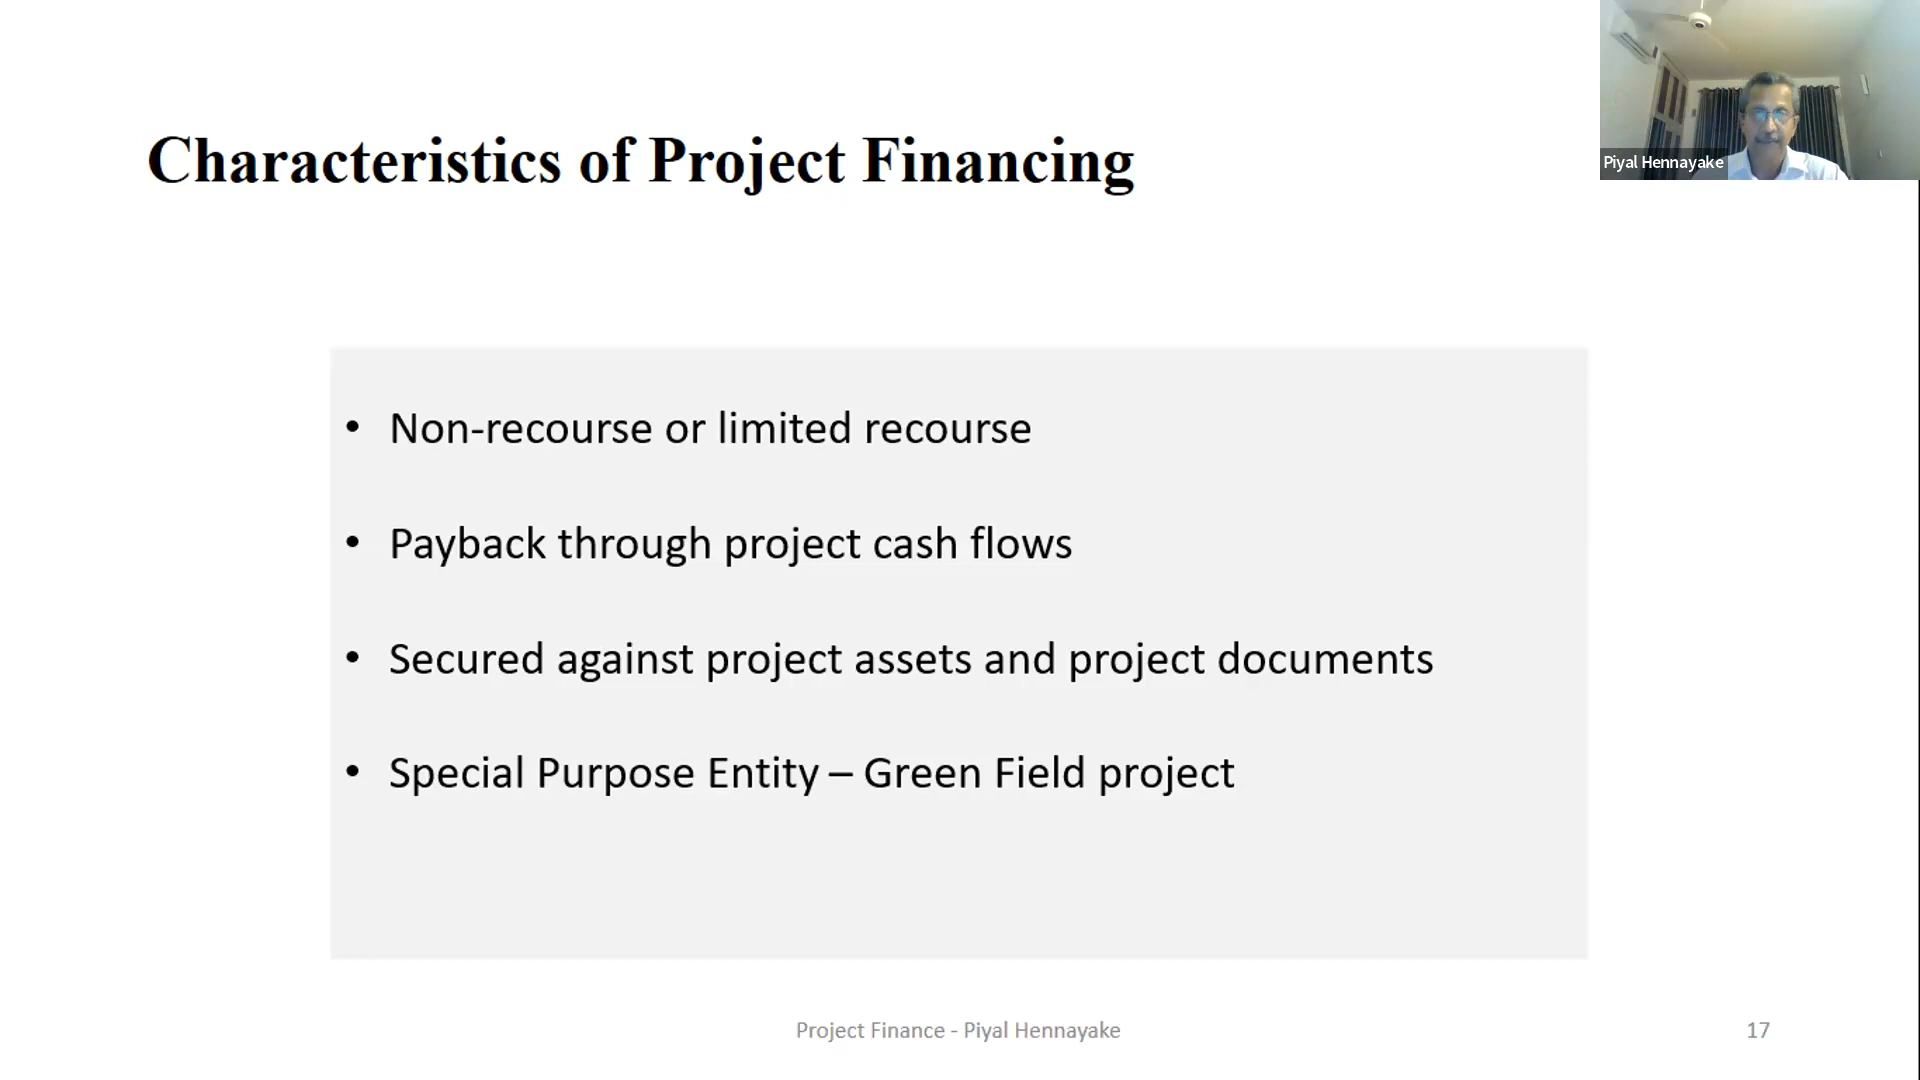 Characteristics of Project Financing
Piyal Hennayake
• Non-recourse or limited recourse
• Payback through project cash flows
• Secured against project assets and project documents
• Special Purpose Entity – Green Field project
Project Finance - Piyal Hennayake
17